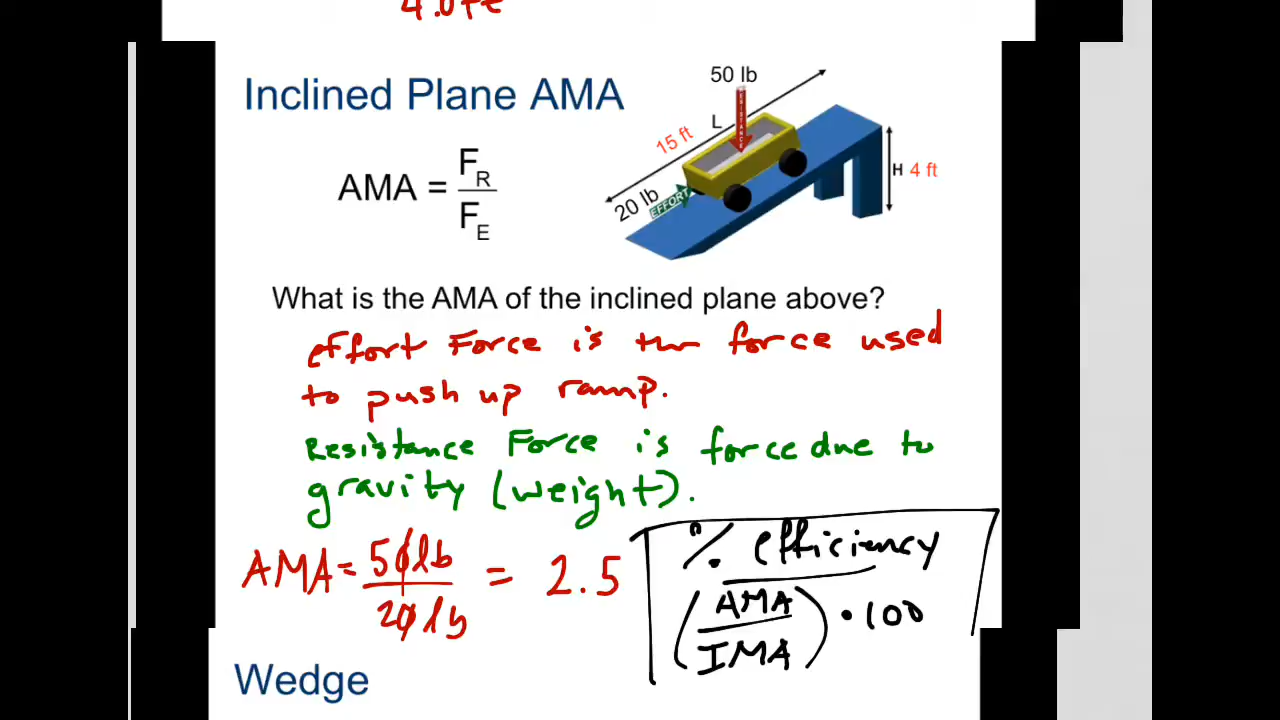 4.0ft
Inclined Plane AMA
50 lb
L
15 ft
RESISTANCE
20 lb
EFFORT
H 4 ft
AMA = F_R / F_E
What is the AMA of the inclined plane above?
effort Force is the force used
to push up ramp.
Resistance Force is force due to
gravity (weight).
AMA = 50 lb / 20 lb = 2.5
% efficiency
(AMA / IMA) • 100
Wedge